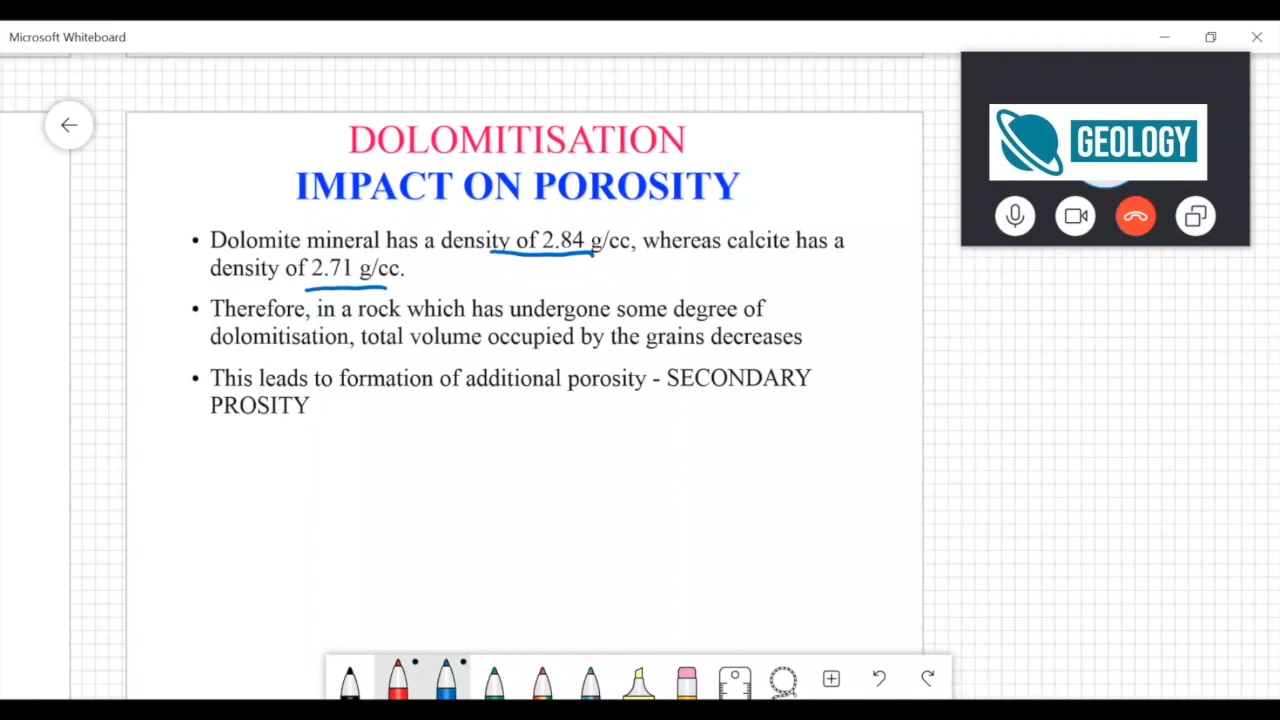 Microsoft Whiteboard
GEOLOGY
DOLOMITISATION
IMPACT ON POROSITY
• Dolomite mineral has a density of 2.84 g/cc, whereas calcite has a
density of 2.71 g/cc.
• Therefore, in a rock which has undergone some degree of
dolomitisation, total volume occupied by the grains decreases
• This leads to formation of additional porosity - SECONDARY
PROSITY